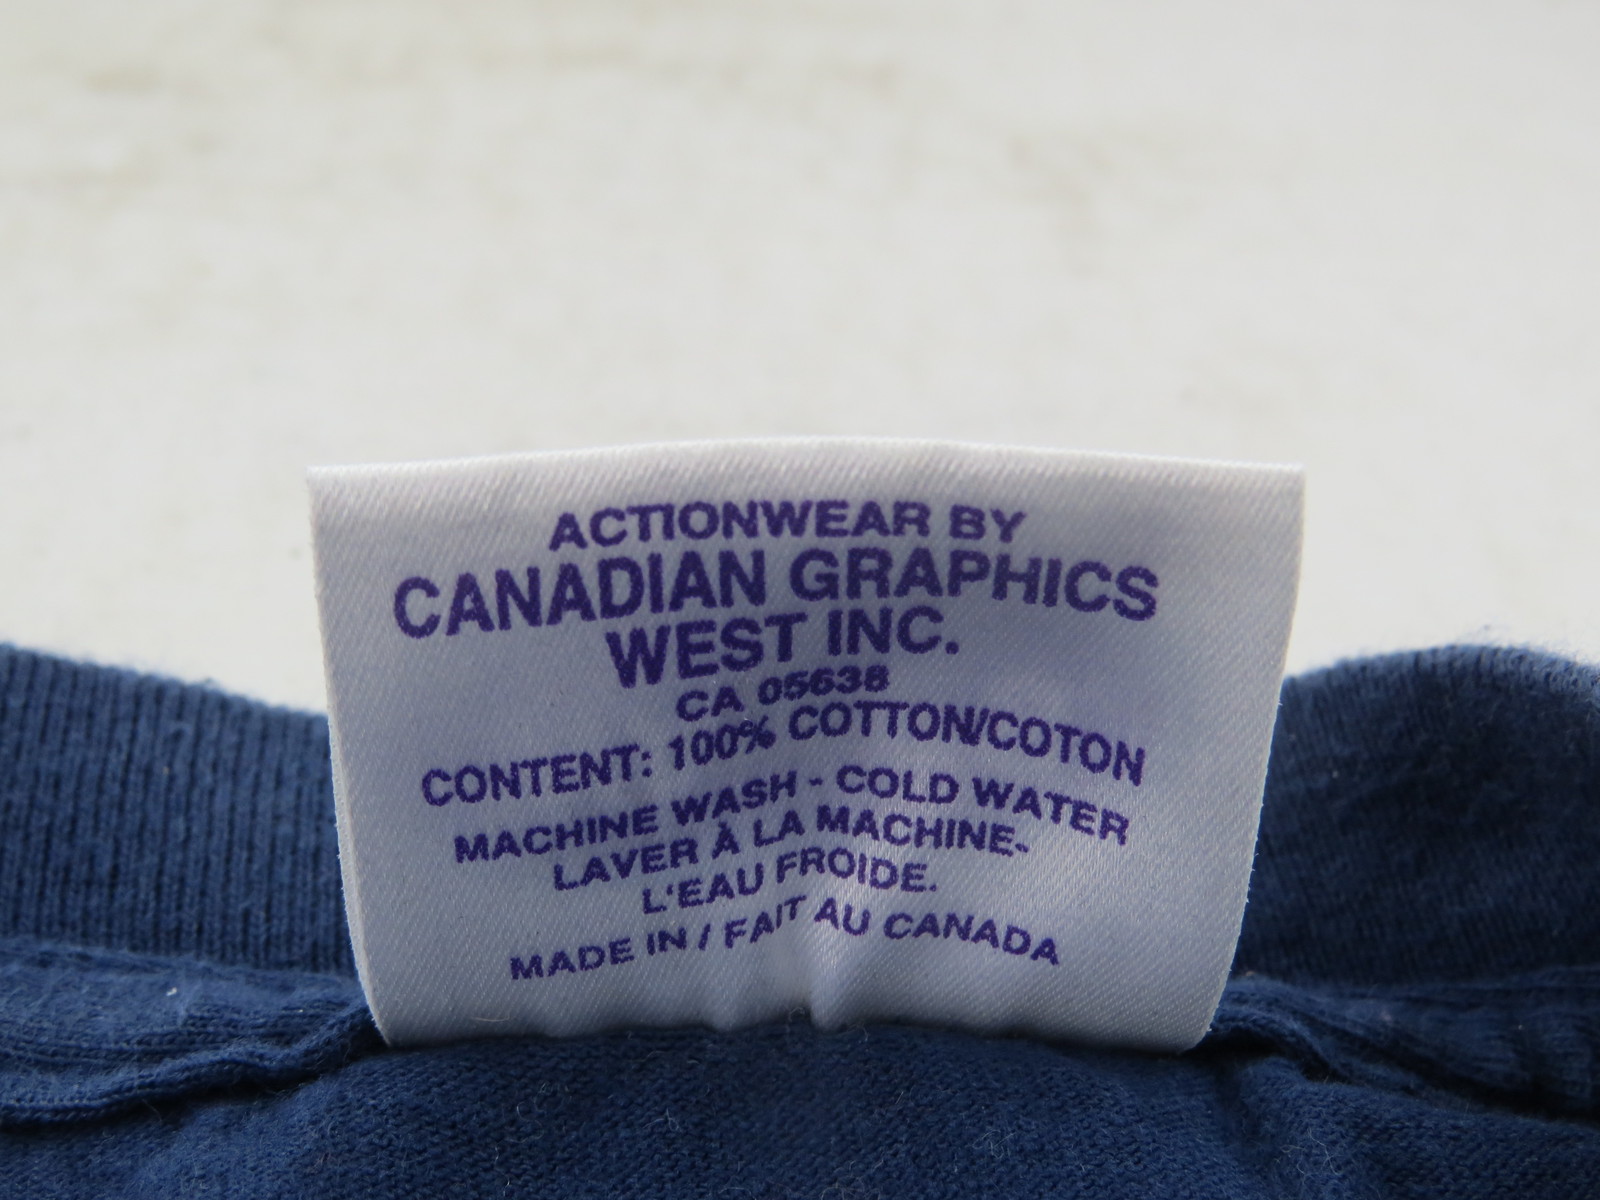 ACTIONWEAR BY
CANADIAN GRAPHICS
WEST INC.
CA 05638
CONTENT: 100% COTTON/COTON
MACHINE WASH - COLD WATER
LAVER À LA MACHINE-
L'EAU FROIDE.
MADE IN / FAIT AU CANADA